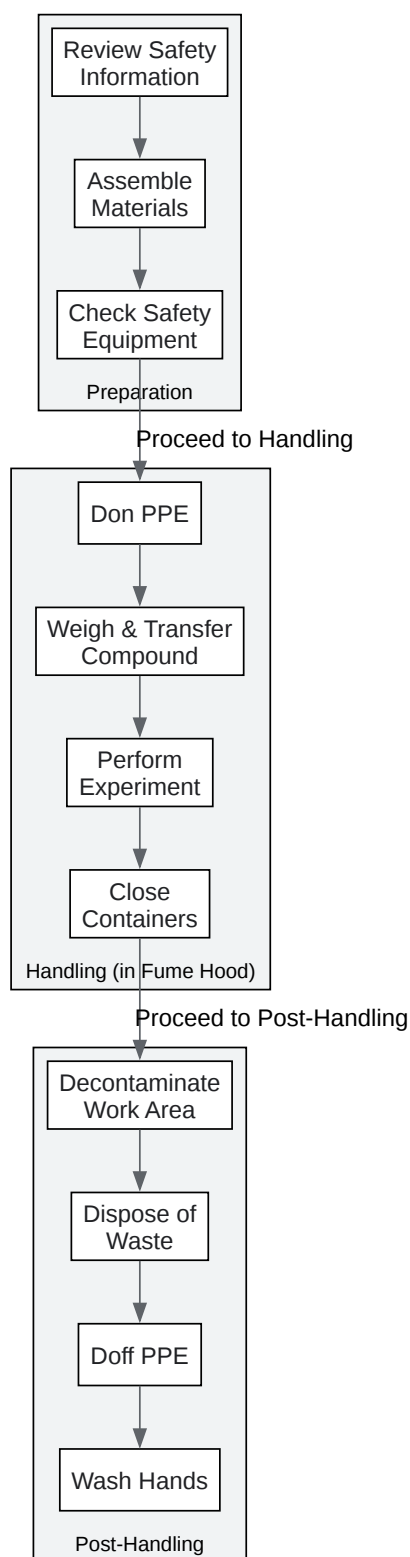 Review Safety
Information
Assemble
Materials
Check Safety
Equipment
Preparation
Proceed to Handling
Don PPE
Weigh & Transfer
Compound
Perform
Experiment
Close
Containers
Handling (in Fume Hood)
Proceed to Post-Handling
Decontaminate
Work Area
Dispose of
Waste
Doff PPE
Wash Hands
Post-Handling